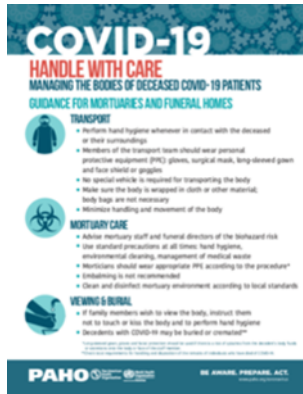 COVID-19
HANDLE WITH CARE
MANAGING THE BODIES OF DECEASED COVID-19 PATIENTS
GUIDANCE FOR MORTUARIES AND FUNERAL HOMES
TRANSPORT
• Perform hand hygiene whenever in contact with the deceased
or their surroundings
• Members of the transport team should wear personal
protective equipment (PPE): gloves, surgical mask, long-sleeved gown
and face shield or goggles
• No special vehicle is required for transporting the body
• Make sure the body is wrapped in cloth or other material;
body bags are not necessary
• Minimize handling and movement of the body
MORTUARY CARE
• Advise mortuary staff and funeral directors of the biohazard risk
• Use standard precautions at all times: hand hygiene,
environmental cleaning, management of medical waste
• Morticians should wear appropriate PPE according to the procedure*
• Embalming is not recommended
• Clean and disinfect mortuary environment according to local standards
VIEWING & BURIAL
• If family wishes to view the body, instruct them
not to touch or kiss the body and to perform hand hygiene
• Decedents with COVID-19 may be buried or cremated**
PAHO
BE AWARE. PREPARE. ACT.